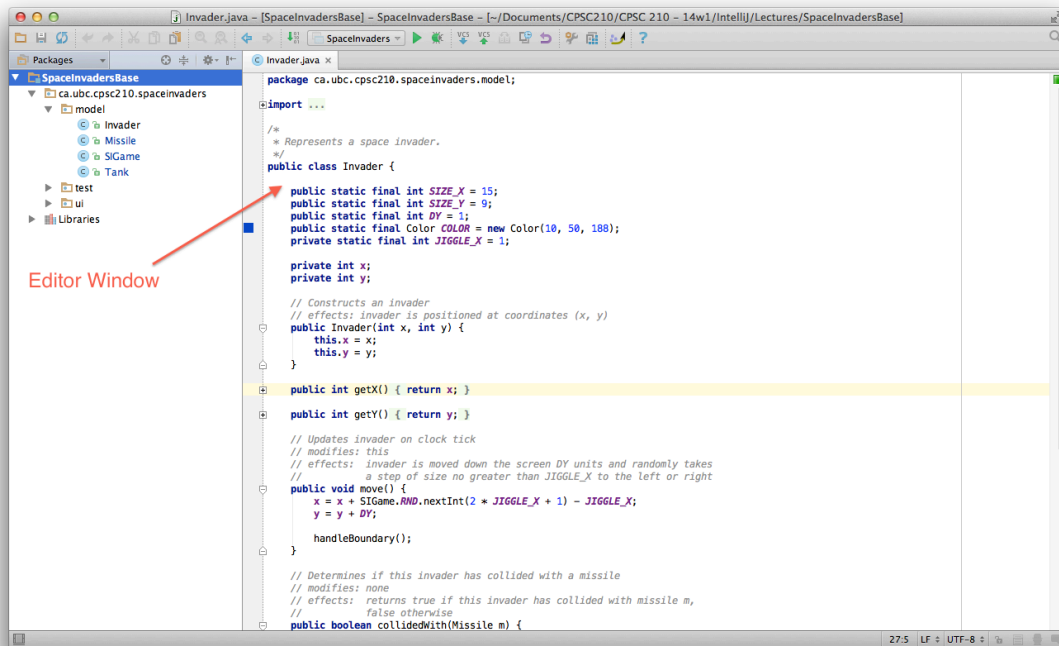 Invader.java - [SpaceInvadersBase] - SpaceInvadersBase - [~/Documents/CPSC210/CPSC 210 - 14w1/IntelliJ/Lectures/SpaceInvadersBase]
SpaceInvaders
VCS VCS
Packages
Invader.java ×
SpaceInvadersBase
ca.ubc.cpsc210.spaceinvaders
model
Invader
Missile
SIGame
Tank
test
ui
Libraries
Editor Window
package ca.ubc.cpsc210.spaceinvaders.model;
import ...
/*
* Represents a space invader.
*/
public class Invader {
public static final int SIZE_X = 15;
public static final int SIZE_Y = 9;
public static final int DY = 1;
public static final Color COLOR = new Color(10, 50, 188);
private static final int JIGGLE_X = 1;
private int x;
private int y;
// Constructs an invader
// effects: invader is positioned at coordinates (x, y)
public Invader(int x, int y) {
this.x = x;
this.y = y;
}
public int getX() { return x; }
public int getY() { return y; }
// Updates invader on clock tick
// modifies: this
// effects:  invader is moved down the screen DY units and randomly takes
//           a step of size no greater than JIGGLE_X to the left or right
public void move() {
x = x + SIGame.RND.nextInt(2 * JIGGLE_X + 1) - JIGGLE_X;
y = y + DY;
handleBoundary();
}
// Determines if this invader has collided with a missile
// modifies: none
// effects:  returns true if this invader has collided with missile m,
//           false otherwise
public boolean collidedWith(Missile m) {
27:5 LF UTF-8